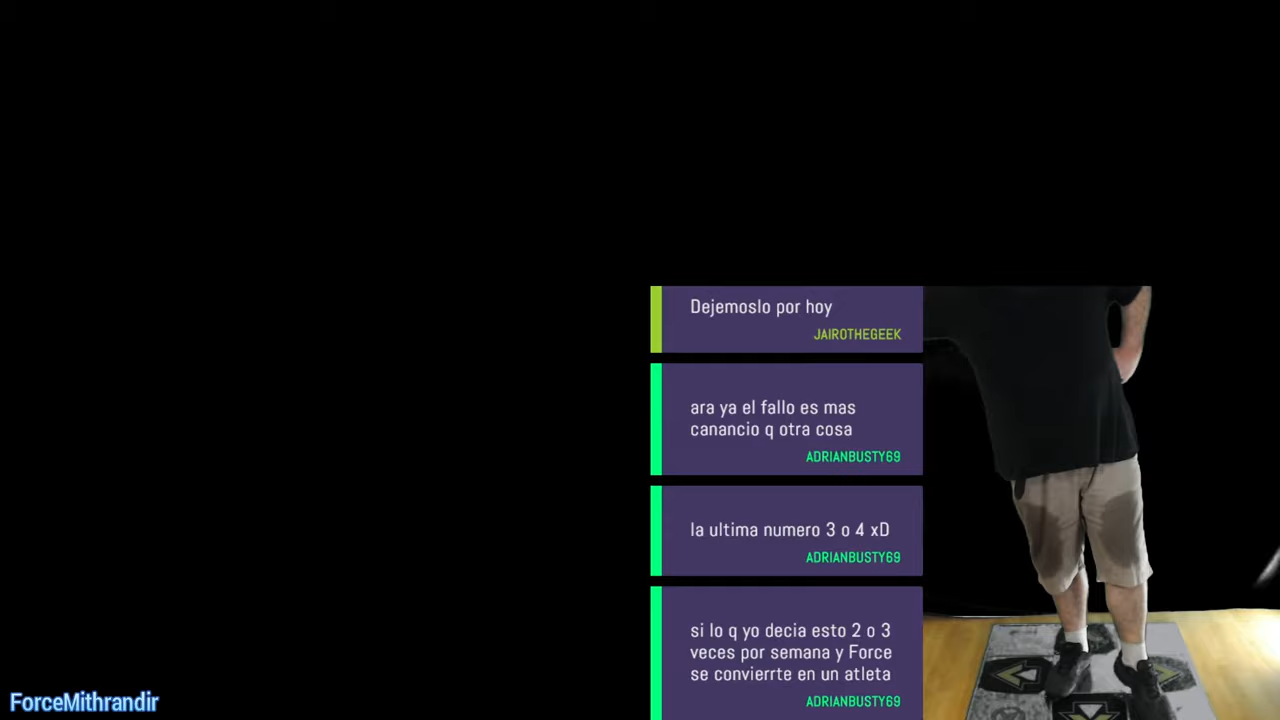 Dejemoslo por hoy
JAIROTHEGEEK
ara ya el fallo es mas
canancio q otra cosa
ADRIANBUSTY69
la ultima numero 3 o 4 xD
ADRIANBUSTY69
si lo q yo decia esto 2 o 3
veces por semana y Force
se convierrte en un atleta
ADRIANBUSTY69
ForceMithrandir